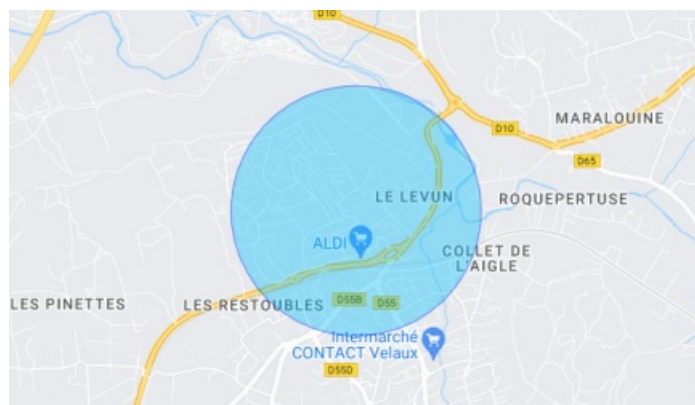 D10
MARALOUINE
D10
D65
LE LEVUN
ROQUEPERTUSE
ALDI
COLLET DE
L'AIGLE
LES PINETTES
LES RESTOUBLES
D55B
D55
Intermarché
CONTACT Velaux
D55D